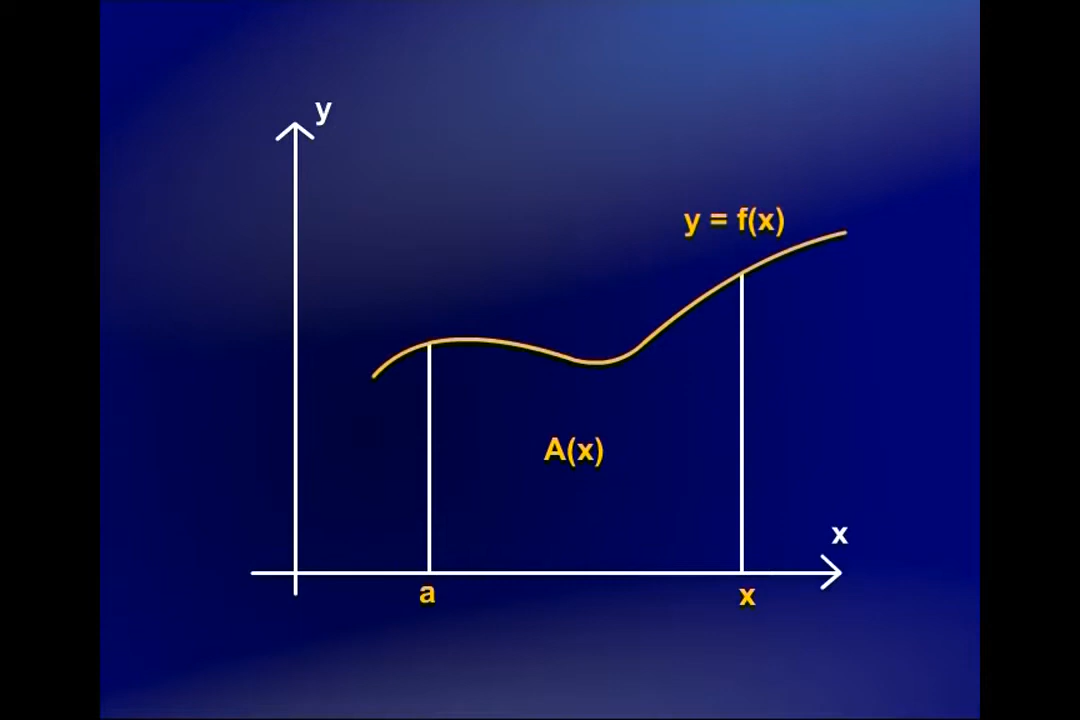 y
y = f(x)
A(x)
x
a
x